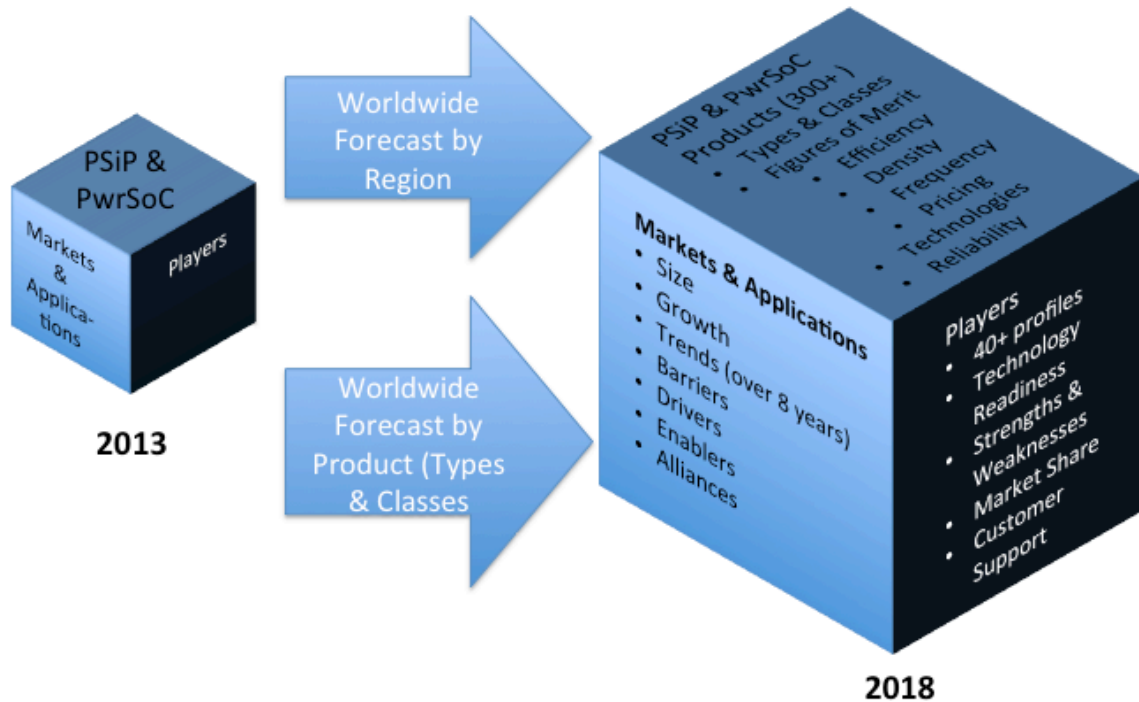 PSiP &
PwrSoC
Markets
&
Applica-
tions
Players
2013
Worldwide
Forecast by
Region
Worldwide
Forecast by
Product (Types
& Classes
PSiP & PwrSoC
Products (300+ )
• Types & Classes
• Figures of Merit
• Efficiency
• Density
• Frequency
• Pricing
• Technologies
• Reliability
Markets & Applications
• Size
• Growth
• Trends (over 8 years)
• Barriers
• Drivers
• Enablers
• Alliances
Players
• 40+ profiles
• Technology
Readiness
• Strengths &
Weaknesses
• Market Share
• Customer
Support
2018